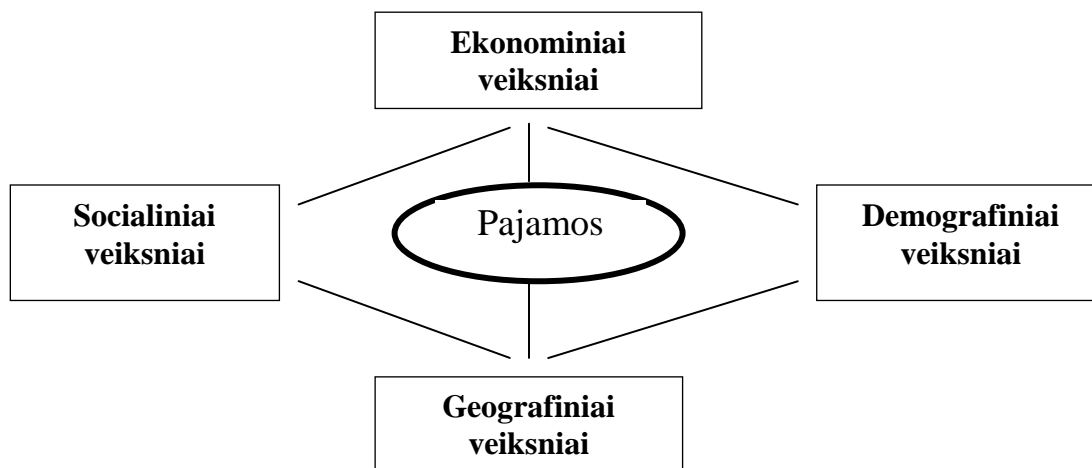 Ekonominiai
veiksniai
Socialiniai
veiksniai
Pajamos
Demografiniai
veiksniai
Geografiniai
veiksniai